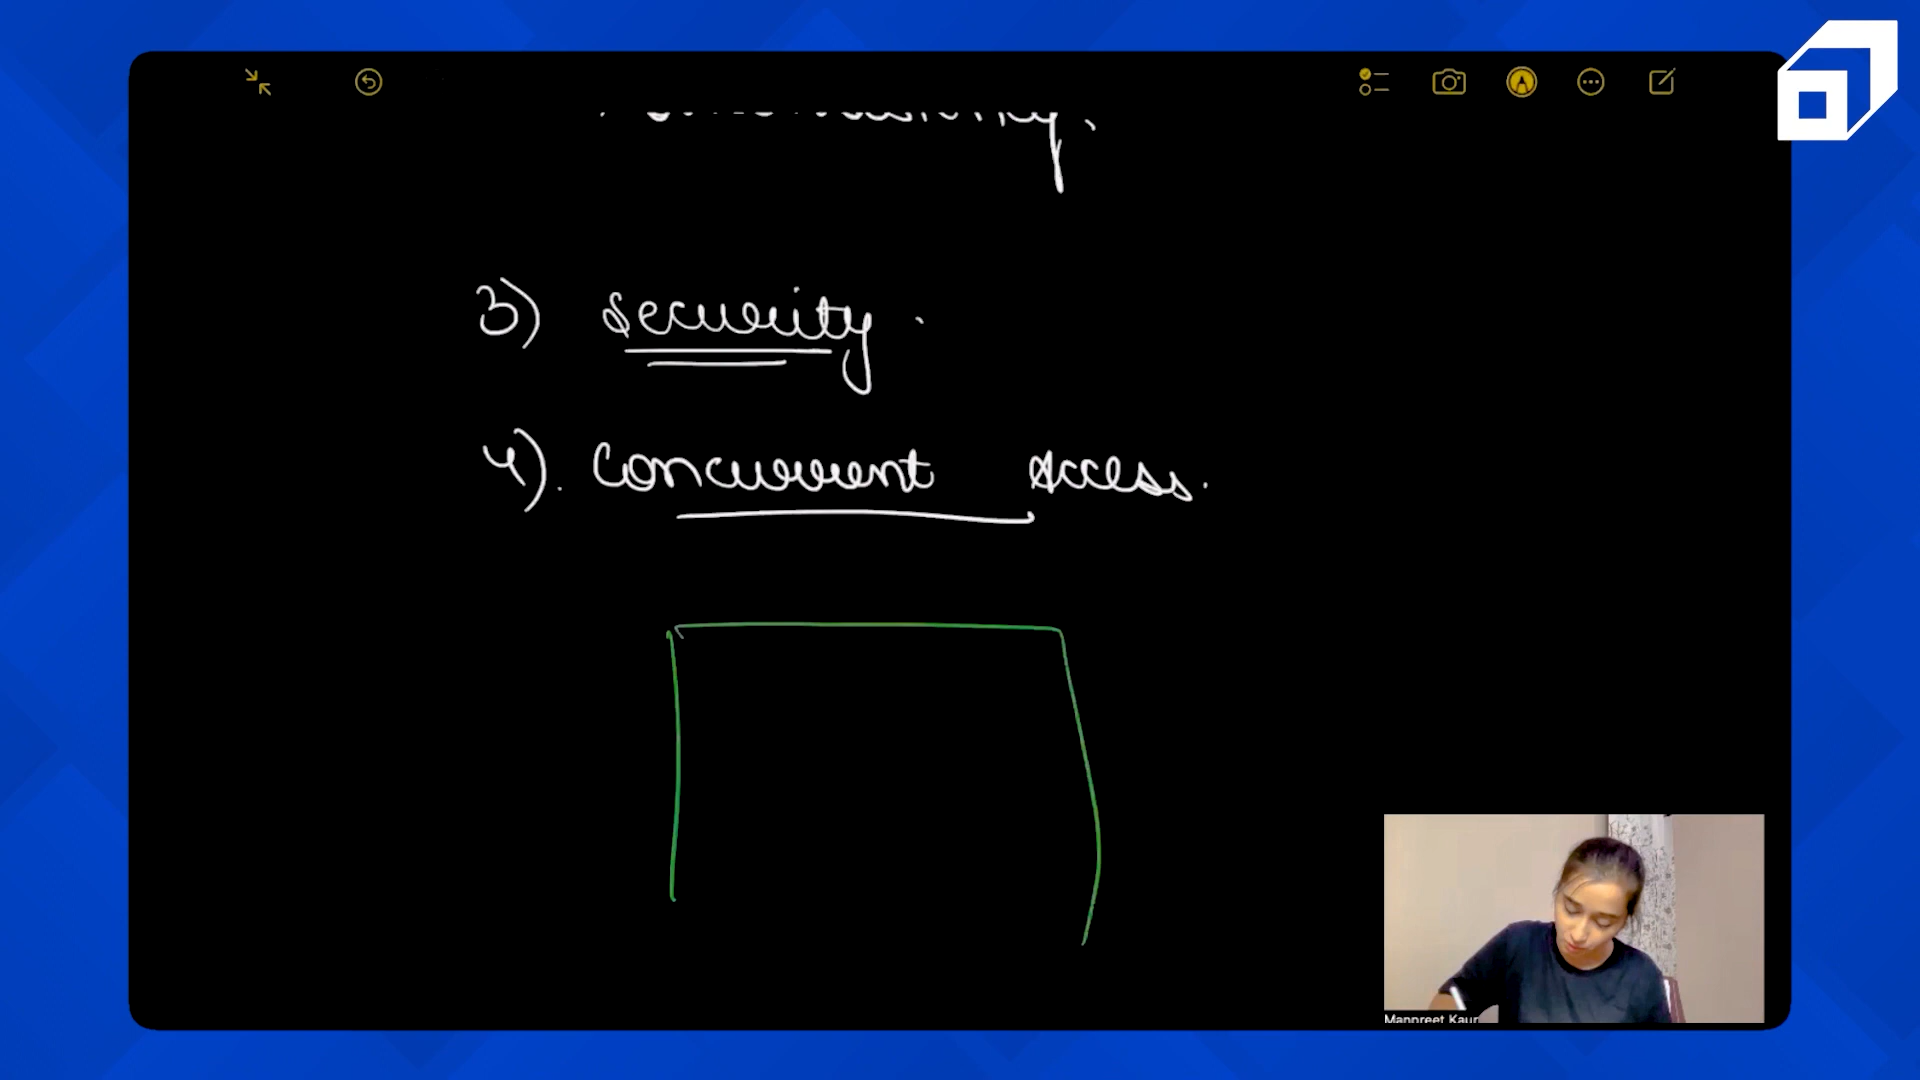 3) Security.
4). Concurrent Access.
Manpreet Kaur